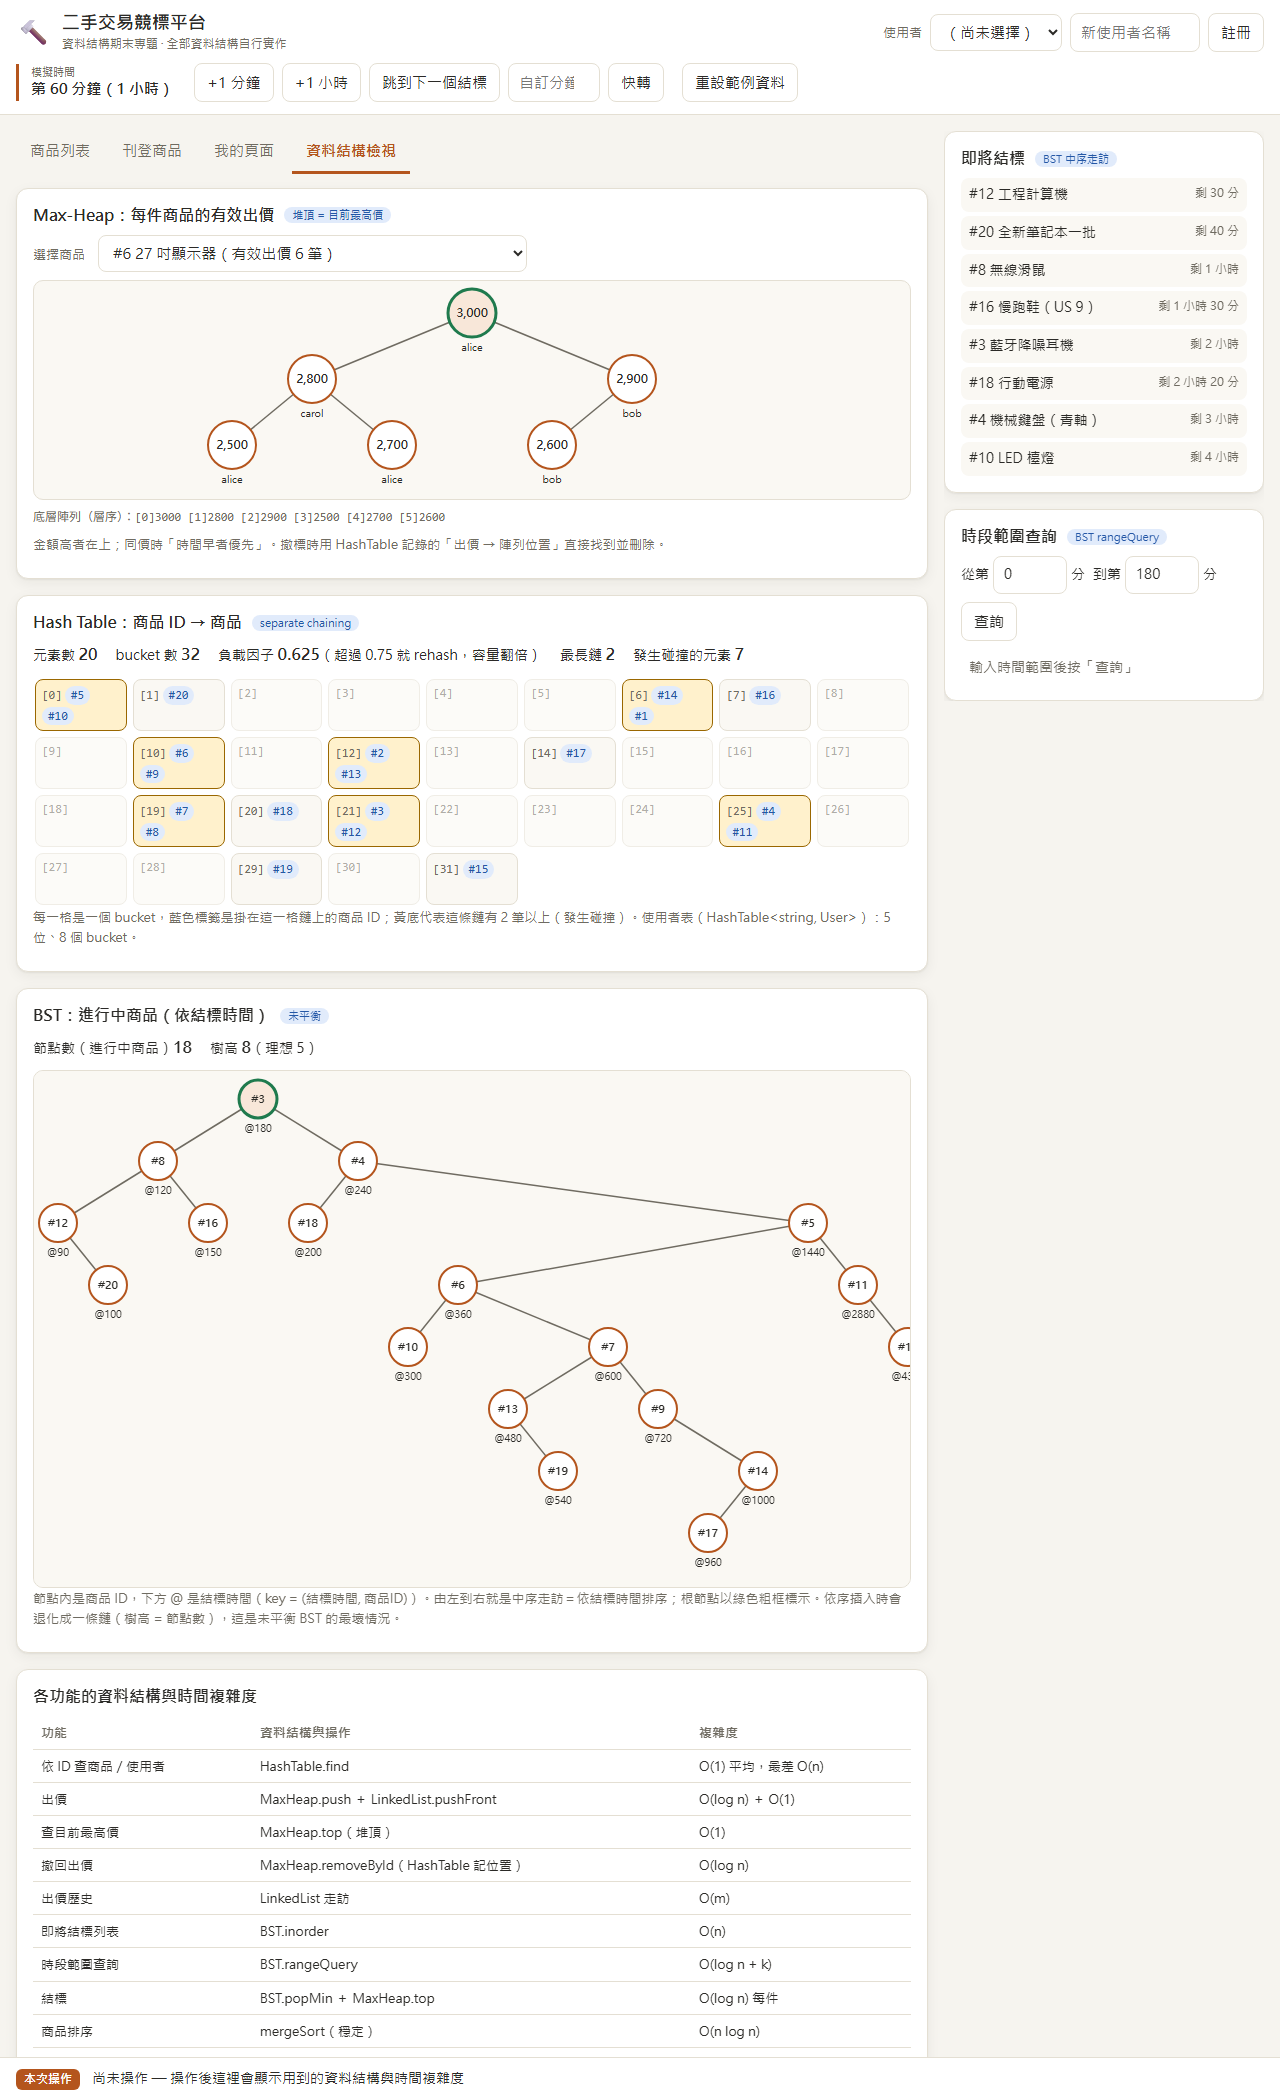 二手交易競標平台
資料結構期末專題 · 全部資料結構自行實作
使用者 （尚未選擇） 新使用者名稱 註冊
模擬時間
第 60 分鐘（1 小時） +1 分鐘 +1 小時 跳到下一個結標 自訂分鐘 快轉 重設範例資料
商品列表 刊登商品 我的頁面 資料結構檢視
Max-Heap：每件商品的有效出價 堆頂 = 目前最高價
選擇商品 #6 27 吋顯示器（有效出價 6 筆）
3,000
alice
2,800 2,900
carol bob
2,500 2,700 2,600
alice alice bob
底層陣列（層序）：[0]3000 [1]2800 [2]2900 [3]2500 [4]2700 [5]2600
金額高者在上；同價時「時間早者優先」。撤標時用 HashTable 記錄的「出價 → 陣列位置」直接找到並刪除。
Hash Table：商品 ID → 商品 separate chaining
元素數 20 bucket 數 32 負載因子 0.625（超過 0.75 就 rehash，容量翻倍） 最長鏈 2 發生碰撞的元素 7
[0] #5 [1] #20 [2] [3] [4] [5] [6] #14 [7] #16 [8]
#10 #1
[9] [10] #6 [11] [12] #2 [13] [14] #17 [15] [16] [17]
#9 #13
[18] [19] #7 [20] #18 [21] #3 [22] [23] [24] [25] #4 [26]
#8 #12 #11
[27] [28] [29] #19 [30] [31] #15
每一格是一個 bucket，藍色標籤是掛在這一格鏈上的商品 ID；黃底代表這條鏈有 2 筆以上（發生碰撞）。使用者表（HashTable<string, User>）：5
位、8 個 bucket。
BST：進行中商品（依結標時間） 未平衡
節點數（進行中商品）18 樹高 8（理想 5）
#3
@180
#8 #4
@120 @240
#12 #16 #18 #5
@90 @150 @200 @1440
#20 #6 #11
@100 @360 @2880
#10 #7 #1
@300 @600 @43
#13 #9
@480 @720
#19 #14
@540 @1000
#17
@960
節點內是商品 ID，下方 @ 是結標時間（key = (結標時間, 商品ID)）。由左到右就是中序走訪 = 依結標時間排序；根節點以綠色粗框標示。依序插入時會
退化成一條鏈（樹高 = 節點數），這是未平衡 BST 的最壞情況。
各功能的資料結構與時間複雜度
功能 資料結構與操作 複雜度
依 ID 查商品 / 使用者 HashTable.find O(1) 平均，最差 O(n)
出價 MaxHeap.push + LinkedList.pushFront O(log n) + O(1)
查目前最高價 MaxHeap.top（堆頂） O(1)
撤回出價 MaxHeap.removeById（HashTable 記位置） O(log n)
出價歷史 LinkedList 走訪 O(m)
即將結標列表 BST.inorder O(n)
時段範圍查詢 BST.rangeQuery O(log n + k)
結標 BST.popMin + MaxHeap.top O(log n) 每件
商品排序 mergeSort（穩定） O(n log n)
即將結標 BST 中序走訪
#12 工程計算機 剩 30 分
#20 全新筆記本一批 剩 40 分
#8 無線滑鼠 剩 1 小時
#16 慢跑鞋（US 9） 剩 1 小時 30 分
#3 藍牙降噪耳機 剩 2 小時
#18 行動電源 剩 2 小時 20 分
#4 機械鍵盤（青軸） 剩 3 小時
#10 LED 檯燈 剩 4 小時
時段範圍查詢 BST rangeQuery
從第 0 分 到第 180 分
查詢
輸入時間範圍後按「查詢」
本次操作 尚未操作 — 操作後這裡會顯示用到的資料結構與時間複雜度